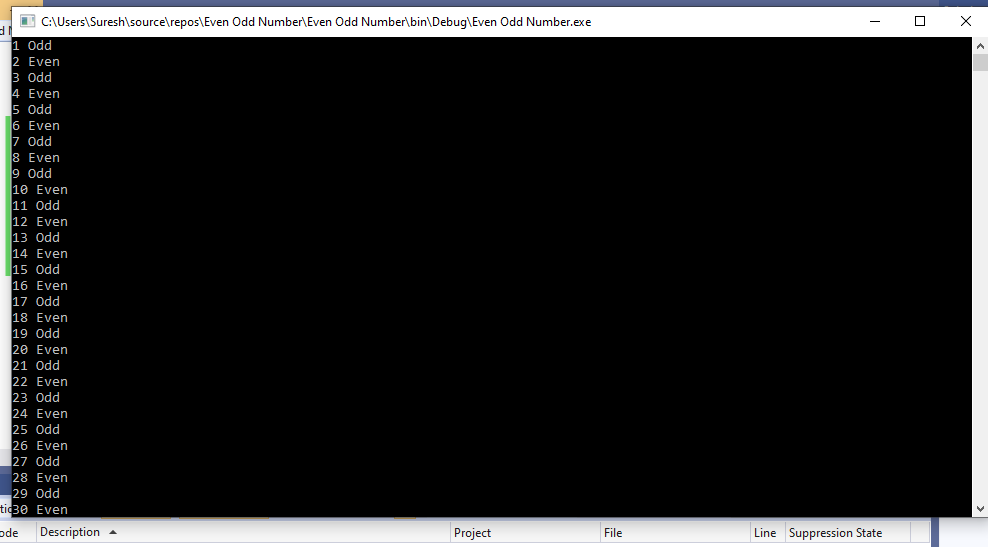 C:\Users\Suresh\source\repos\Even Odd Number\Even Odd Number\bin\Debug\Even Odd Number.exe
1 Odd
2 Even
3 Odd
4 Even
5 Odd
6 Even
7 Odd
8 Even
9 Odd
10 Even
11 Odd
12 Even
13 Odd
14 Even
15 Odd
16 Even
17 Odd
18 Even
19 Odd
20 Even
21 Odd
22 Even
23 Odd
24 Even
25 Odd
26 Even
27 Odd
28 Even
29 Odd
30 Even
ode Description Project File Line Suppression State